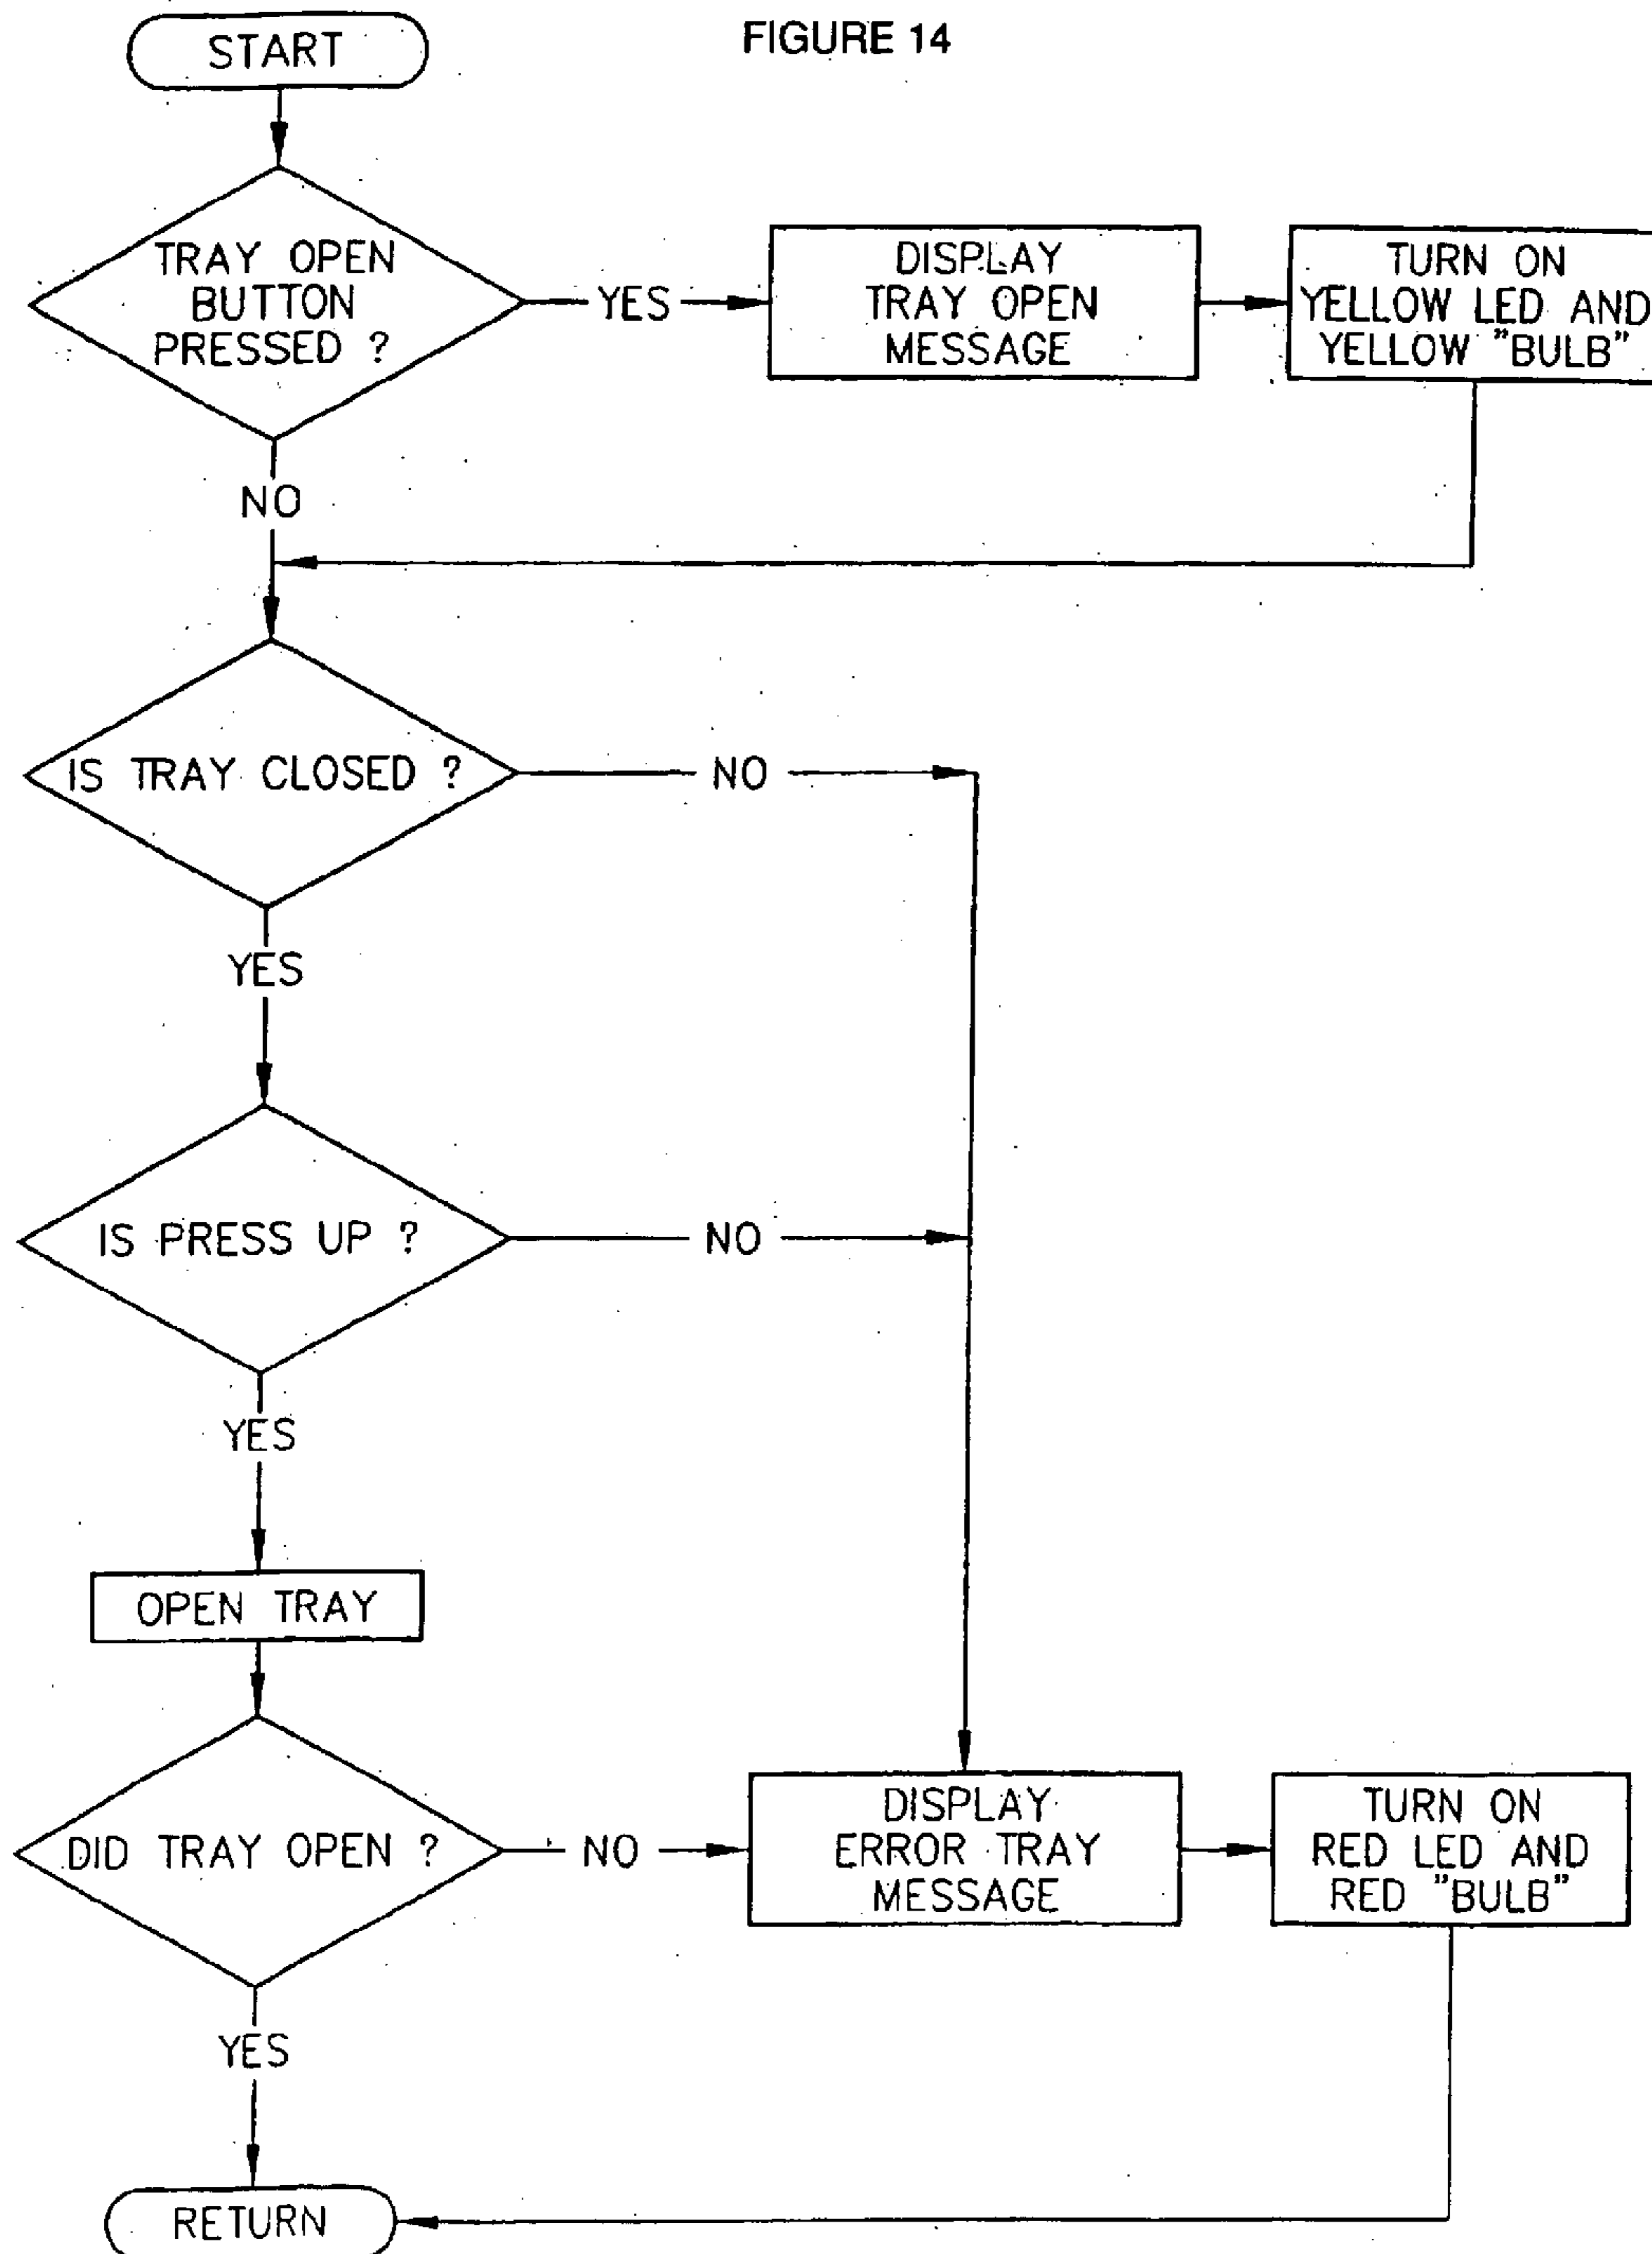 FIGURE 14
START
TRAY OPEN
BUTTON
PRESSED ?
YES
DISPLAY
TRAY OPEN
MESSAGE
TURN ON
YELLOW LED AND
YELLOW "BULB"
NO
IS TRAY CLOSED ?
NO
YES
IS PRESS UP ?
NO
YES
OPEN TRAY
DID TRAY OPEN ?
NO
DISPLAY
ERROR TRAY
MESSAGE
TURN ON
RED LED AND
RED "BULB"
YES
RETURN